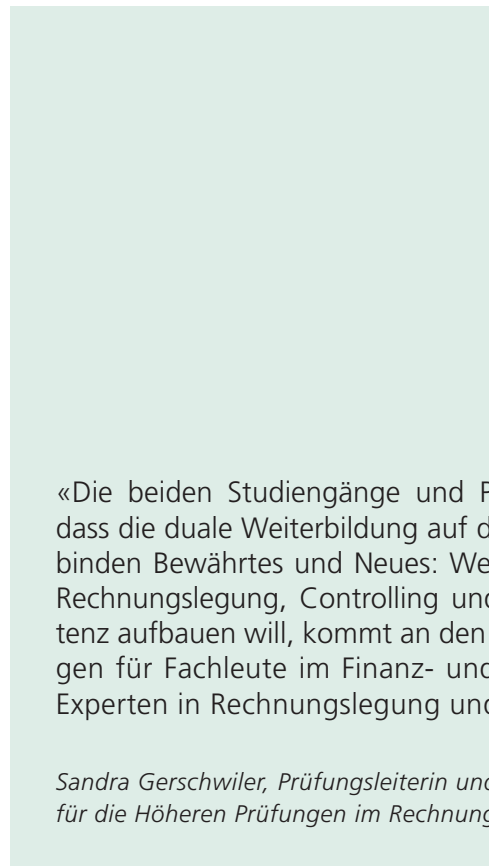 «Die beiden Studiengänge und
dass die duale Weiterbildung auf
binden Bewährtes und Neues:
Rechnungslegung, Controlling und
tenz aufbauen will, kommt an den
gen für Fachleute im Finanz- und
Experten in Rechnungslegung und
Sandra Gerschwiler, Prüfungsleiterin und
für die Höheren Prüfungen im Rechnung